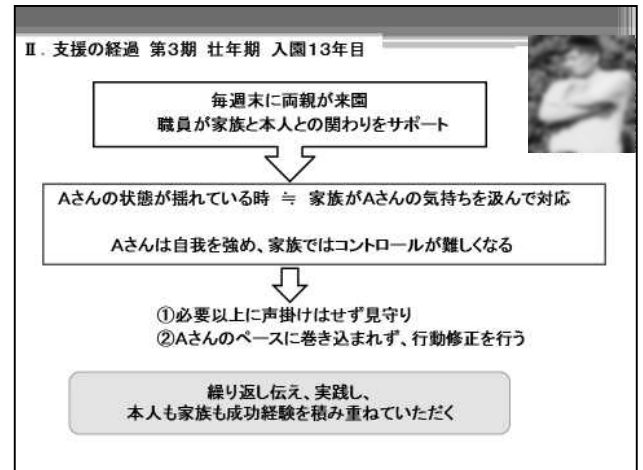 Ⅱ．支援の経過 第3期 壮年期 入園13年目
毎週末に両親が来園
職員が家族と本人との関わりをサポート
Aさんの状態が揺れている時 ≒ 家族がAさんの気持ちを汲んで対応
Aさんは自我を強め、家族ではコントロールが難しくなる
①必要以上に声掛けはせず見守り
②Aさんのペースに巻き込まれず、行動修正を行う
繰り返し伝え、実践し、
本人も家族も成功経験を積み重ねていただく